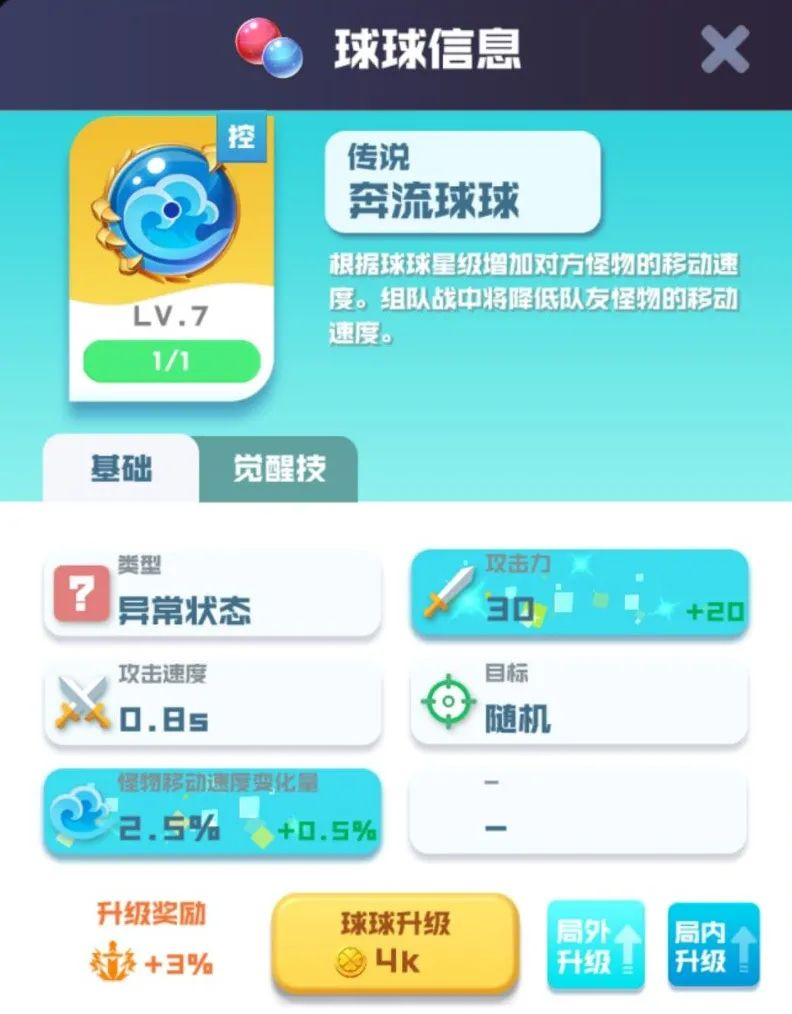 球球信息
控
传说
奔流球球
根据球球星级增加对方怪物的移动速
度。组队战中将降低队友怪物的移动
速度。
LV.7
1/1
基础
觉醒技
?
类型
异常状态
攻击力
30
+20
攻击速度
0.8s
目标
随机
怪物移动速度变化量
2.5%
+0.5%
-
-
升级奖励
+3%
球球升级
4k
局外
升级
局内
升级